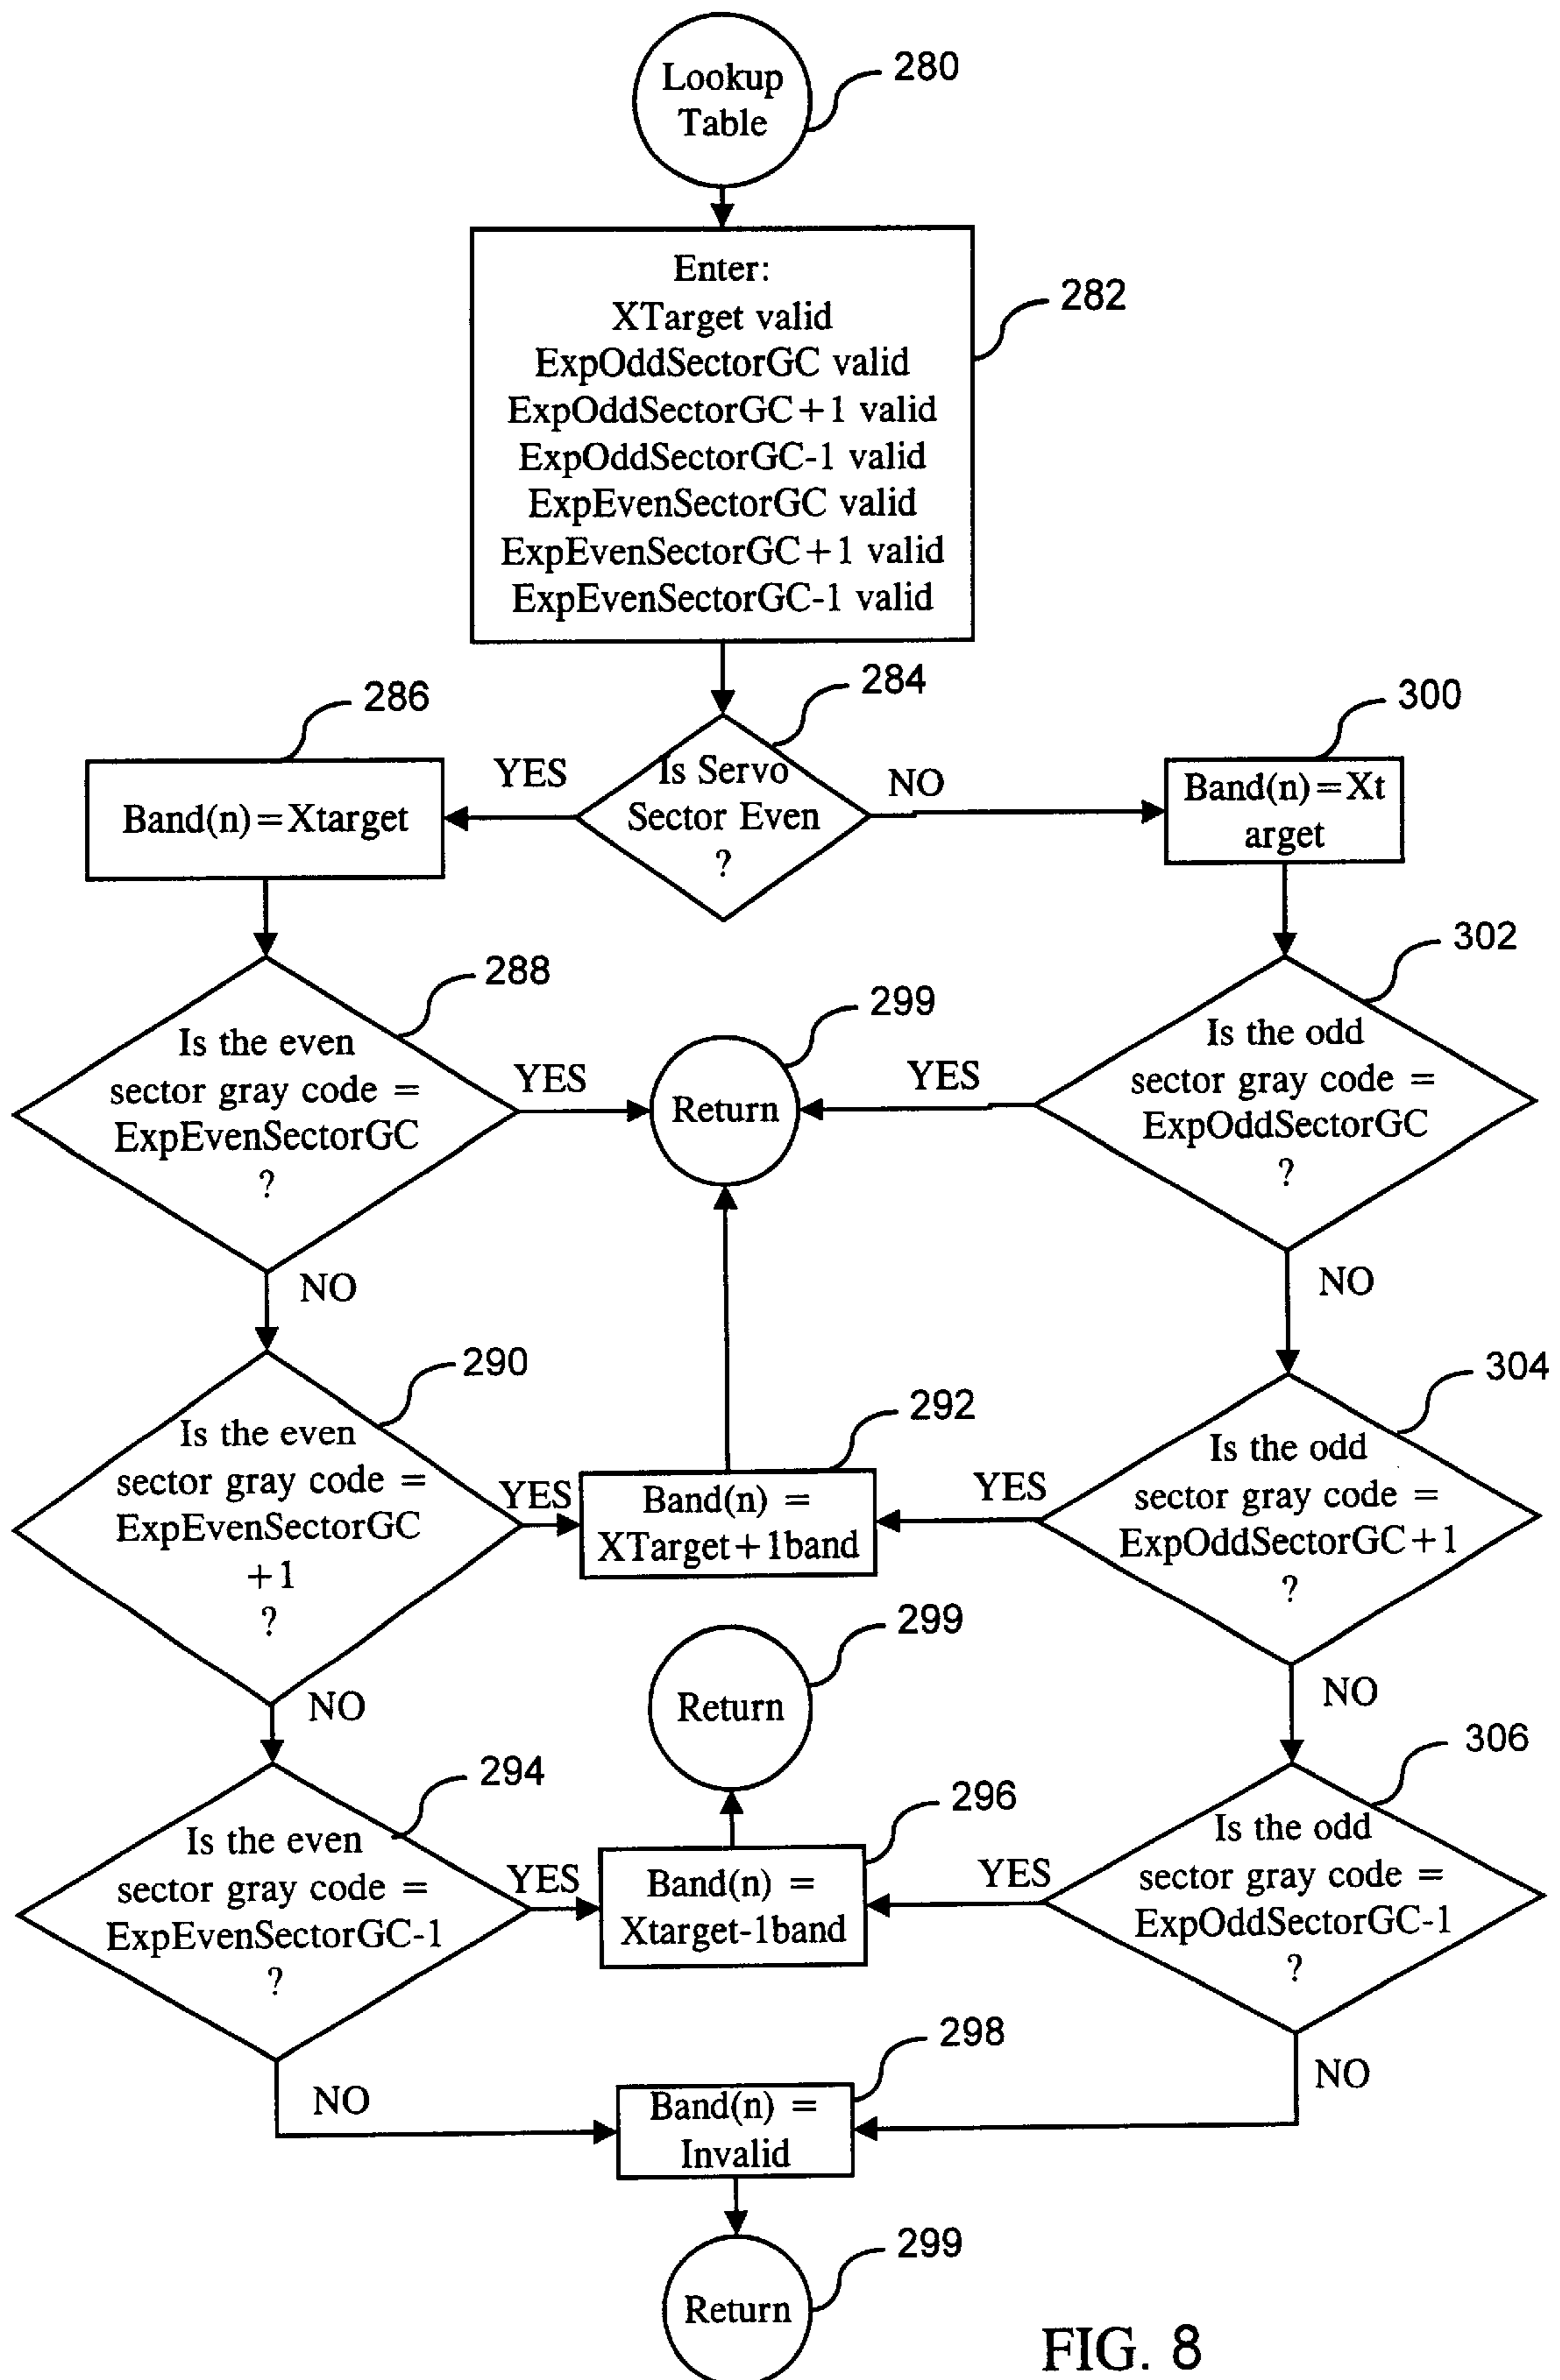 Lookup
Table
280
Enter:
XTarget valid
ExpOddSectorGC valid
ExpOddSectorGC+1 valid
ExpOddSectorGC-1 valid
ExpEvenSectorGC valid
ExpEvenSectorGC+1 valid
ExpEvenSectorGC-1 valid
282
284
Is Servo
Sector Even
?
YES
NO
286
Band(n)=Xtarget
300
Band(n)=Xt
arget
288
Is the even
sector gray code =
ExpEvenSectorGC
?
YES
NO
299
Return
302
Is the odd
sector gray code =
ExpOddSectorGC
?
YES
NO
290
Is the even
sector gray code =
ExpEvenSectorGC
+1
?
YES
NO
292
Band(n) =
XTarget+1band
304
Is the odd
sector gray code =
ExpOddSectorGC+1
?
YES
NO
299
Return
294
Is the even
sector gray code =
ExpEvenSectorGC-1
?
YES
NO
296
Band(n) =
Xtarget-1band
306
Is the odd
sector gray code =
ExpOddSectorGC-1
?
YES
NO
298
Band(n) =
Invalid
299
Return
FIG. 8